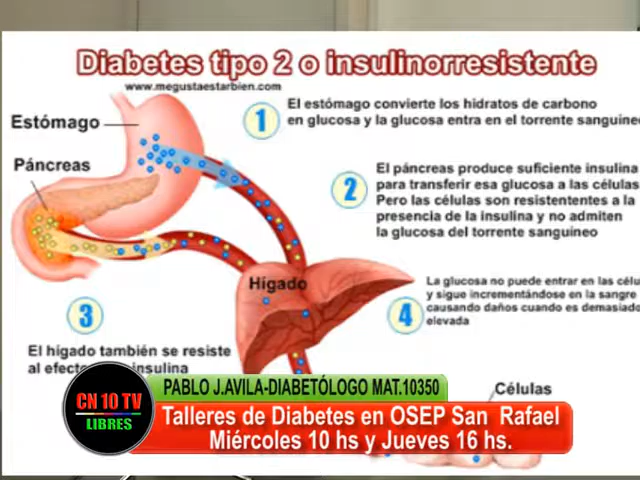 Diabetes tipo 2 o insulinorresistente
www.megustaestarbien.com
Estómago
Páncreas
1
El estómago convierte los hidratos de carbono
en glucosa y la glucosa entra en el torrente sanguíneo
2
El páncreas produce suficiente insulina
para transferir esa glucosa a las células
Pero las células son resistententes a la
presencia de la insulina y no admiten
la glucosa del torrente sanguíneo
Hígado
3
El hígado también se resiste
al insulina
4
La glucosa no puede entrar en las
y sigue incrementándose en la sangre
causando daños cuando es demasiado
elevada
Células
CN 10 TV
LIBRES
PABLO J.AVILA-DIABETÓLOGO MAT.10350
Talleres de Diabetes en OSEP San Rafael
Miércoles 10 hs y Jueves 16 hs.